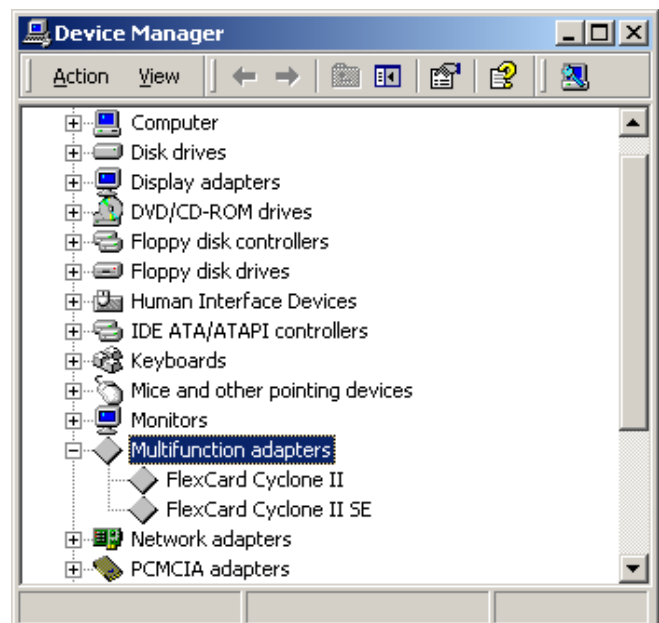 Device Manager
Action View
Computer
Disk drives
Display adapters
DVD/CD-ROM drives
Floppy disk controllers
Floppy disk drives
Human Interface Devices
IDE ATA/ATAPI controllers
Keyboards
Mice and other pointing devices
Monitors
Multifunction adapters
FlexCard Cyclone II
FlexCard Cyclone II SE
Network adapters
PCMCIA adapters